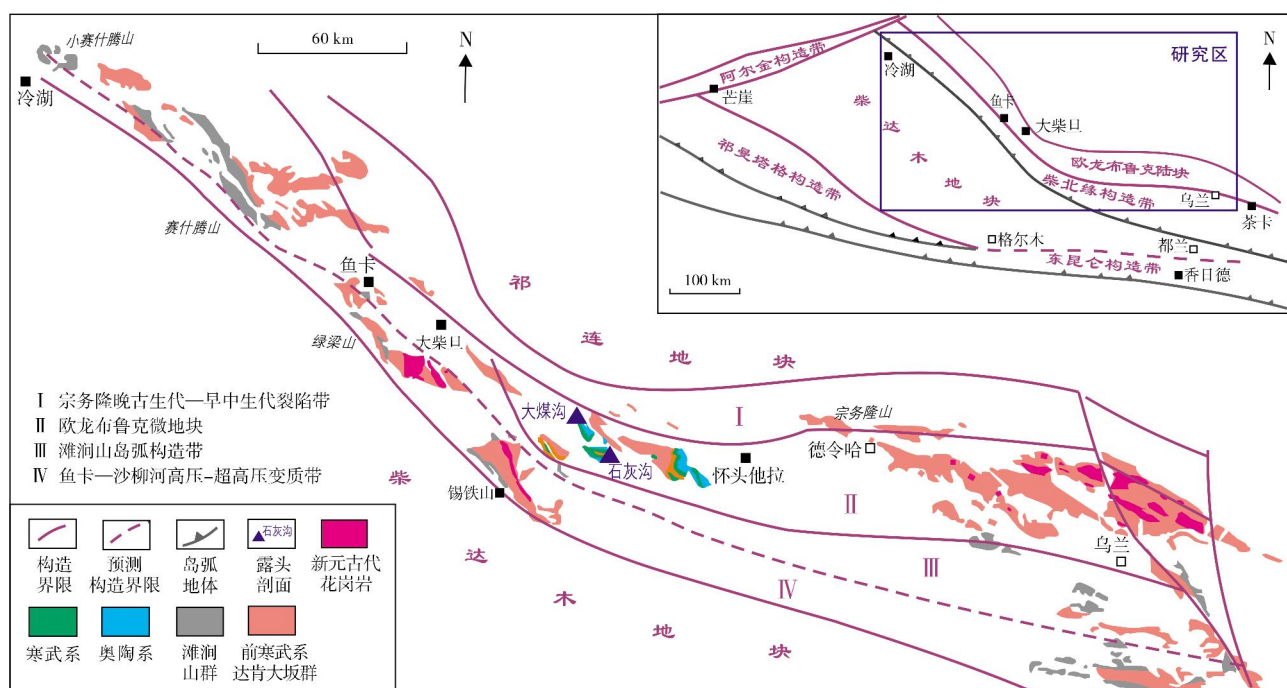 小赛什腾山
60 km
N
冷湖
赛什腾山
鱼卡
绿梁山
大柴旦
祁连地块
Ⅰ 宗务隆晚古生代—早中生代裂陷带
Ⅱ 欧龙布鲁克微地块
Ⅲ 滩涧山岛弧构造带
Ⅳ 鱼卡—沙柳河高压-超高压变质带
大煤沟
石灰沟
锡铁山
怀头他拉
宗务隆山
德令哈
乌兰
Ⅰ
Ⅱ
Ⅲ
Ⅳ
柴达木地块
阿尔金构造带
芒崖
冷湖
柴达木地块
祁曼塔格构造带
鱼卡
大柴旦
研究区
N
欧龙布鲁克陆块
柴北缘构造带
乌兰
茶卡
都兰
格尔木
东昆仑构造带
香日德
100 km
石灰沟
构造
界限
预测
构造界限
岛弧
地体
露头
剖面
新元古代
花岗岩
寒武系
奥陶系
滩涧
山群
前寒武系
达肯大坂群